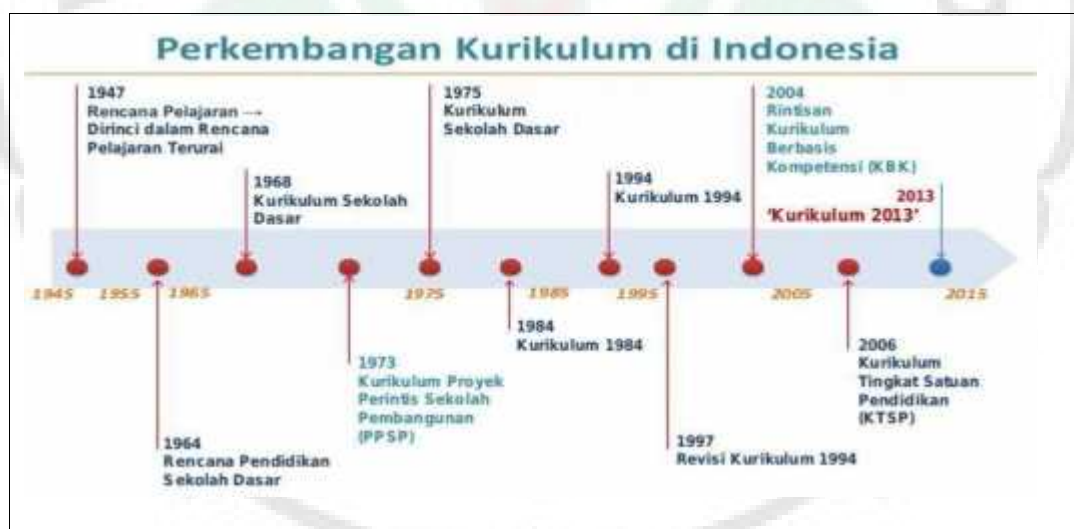 Perkembangan Kurikulum di Indonesia
1947
Rencana Pelajaran →
Dirinci dalam Rencana
Pelajaran Terurai
1968
Kurikulum Sekolah
Dasar
1975
Kurikulum
Sekolah Dasar
1994
Kurikulum 1994
2004
Rintisan
Kurikulum
Berbasis
Kompetensi (KBK)
2013
'Kurikulum 2013'
1945
1955
1965
1975
1985
1995
2005
2015
1964
Rencana Pendidikan
Sekolah Dasar
1973
Kurikulum Proyek
Perintis Sekolah
Pembangunan
(PPSP)
1984
Kurikulum 1984
1997
Revisi Kurikulum 1994
2006
Kurikulum
Tingkat Satuan
Pendidikan
(KTSP)